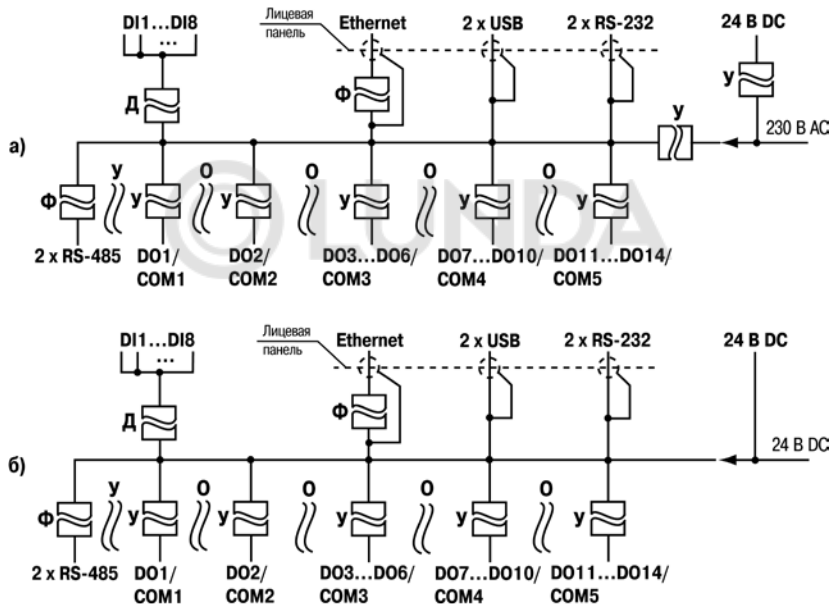 DI1...DI8
...
Лицевая
панель
Ethernet
2 x USB
2 x RS-232
24 В DC
Д
Ф
У
У
230 В AC
а)
Ф
У
У
О
У
О
У
О
У
О
У
LUNDA
2 x RS-485
DO1/
COM1
DO2/
COM2
DO3...DO6/
COM3
DO7...DO10/
COM4
DO11...DO14/
COM5
DI1...DI8
...
Лицевая
панель
Ethernet
2 x USB
2 x RS-232
24 В DC
Д
Ф
24 В DC
б)
Ф
У
У
О
У
О
У
О
У
О
У
2 x RS-485
DO1/
COM1
DO2/
COM2
DO3...DO6/
COM3
DO7...DO10/
COM4
DO11...DO14/
COM5